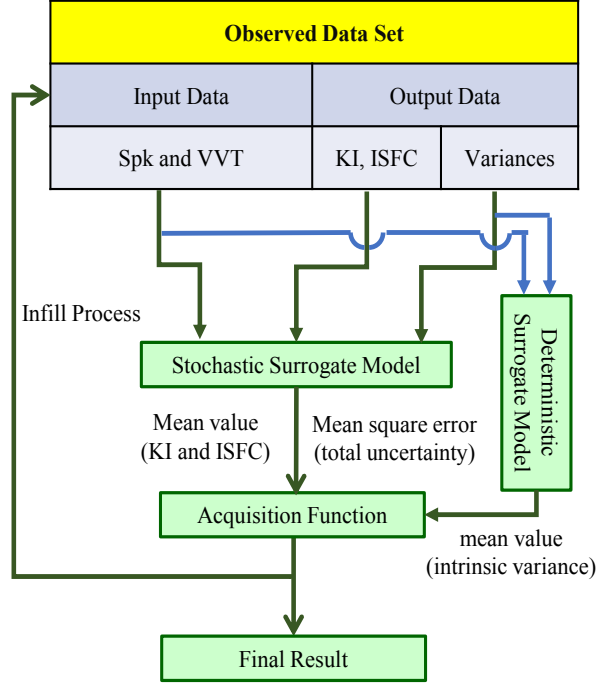 Observed Data Set
Input Data
Output Data
Spk and VVT
KI, ISFC
Variances
Infill Process
Deterministic
Surrogate Model
Stochastic Surrogate Model
Mean value
(KI and ISFC)
Mean square error
(total uncertainty)
Acquisition Function
mean value
(intrinsic variance)
Final Result